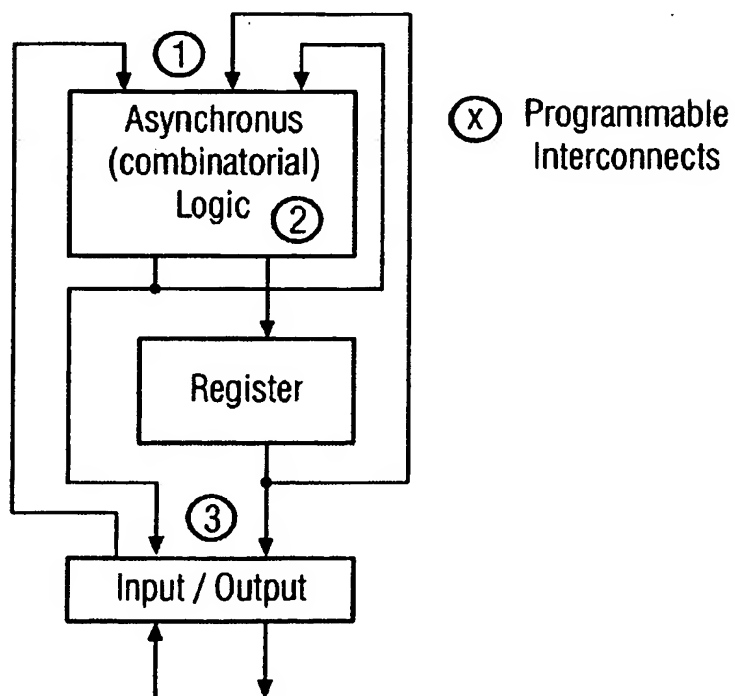 1
Asynchronus
(combinatorial)
Logic
2
X Programmable
Interconnects
Register
3
Input / Output